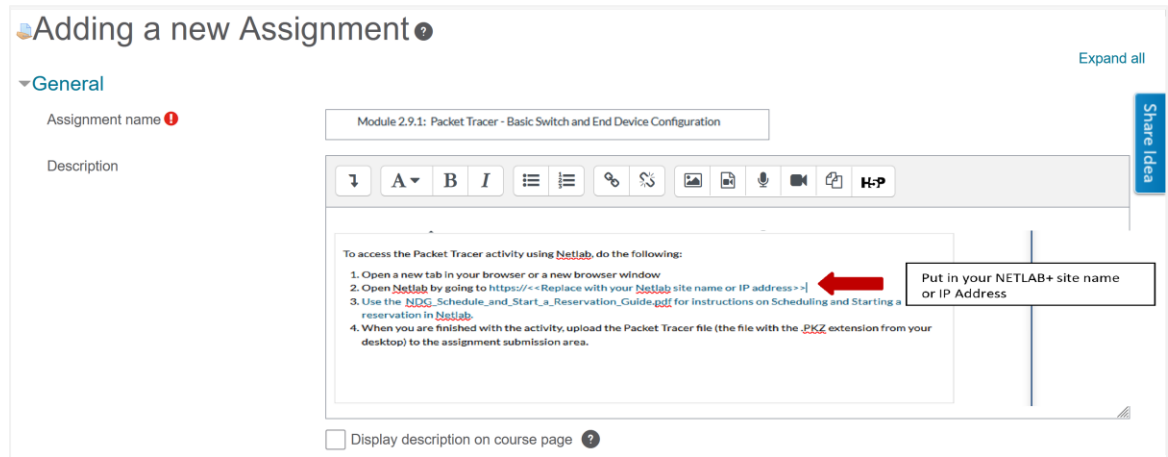 Adding a new Assignment
Expand all
General
Assignment name
Module 2.9.1: Packet Tracer - Basic Switch and End Device Configuration
Share Idea
Description
A B I H-P
To access the Packet Tracer activity using Netlab, do the following:
1. Open a new tab in your browser or a new browser window
2. Open Netlab by going to https://<<Replace with your Netlab site name or IP address>>
Put in your NETLAB+ site name
or IP Address
3. Use the NDG_Schedule_and_Start_a_Reservation_Guide.pdf for instructions on Scheduling and Starting a
reservation in Netlab.
4. When you are finished with the activity, upload the Packet Tracer file (the file with the .PKZ extension from your
desktop) to the assignment submission area.
Display description on course page